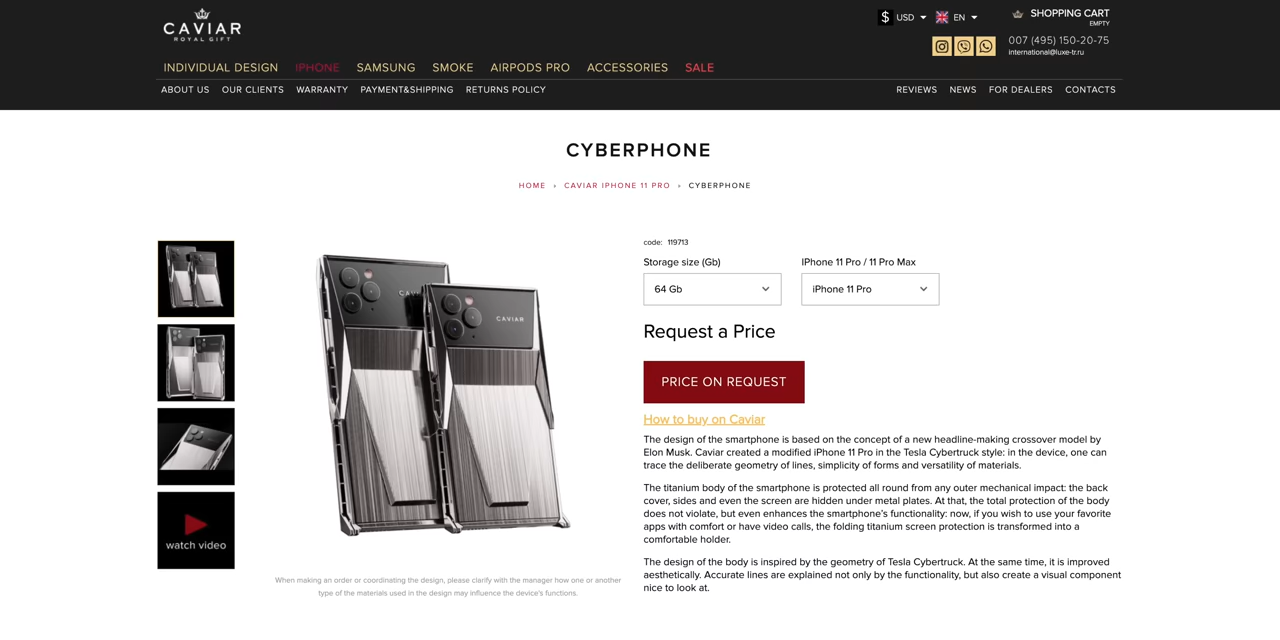 CAVIAR
ROYAL GIFT
$ USD
EN
SHOPPING CART
EMPTY
007 (495) 150-20-75
international@luxe-tr.ru
INDIVIDUAL DESIGN IPHONE SAMSUNG SMOKE AIRPODS PRO ACCESSORIES SALE
ABOUT US OUR CLIENTS WARRANTY PAYMENT&SHIPPING RETURNS POLICY REVIEWS NEWS FOR DEALERS CONTACTS
CYBERPHONE
HOME » CAVIAR IPHONE 11 PRO » CYBERPHONE
watch video
CAV
CAVIAR
When making an order or coordinating the design, please clarify with the manager how one or another
type of the materials used in the design may influence the device's functions.
code: 119713
Storage size (Gb) IPhone 11 Pro / 11 Pro Max
64 Gb iPhone 11 Pro
Request a Price
PRICE ON REQUEST
How to buy on Caviar
The design of the smartphone is based on the concept of a new headline-making crossover model by
Elon Musk. Caviar created a modified iPhone 11 Pro in the Tesla Cybertruck style: in the device, one can
trace the deliberate geometry of lines, simplicity of forms and versatility of materials.
The titanium body of the smartphone is protected all round from any outer mechanical impact: the back
cover, sides and even the screen are hidden under metal plates. At that, the total protection of the body
does not violate, but even enhances the smartphone's functionality: now, if you wish to use your favorite
apps with comfort or have video calls, the folding titanium screen protection is transformed into a
comfortable holder.
The design of the body is inspired by the geometry of Tesla Cybertruck. At the same time, it is improved
aesthetically. Accurate lines are explained not only by the functionality, but also create a visual component
nice to look at.